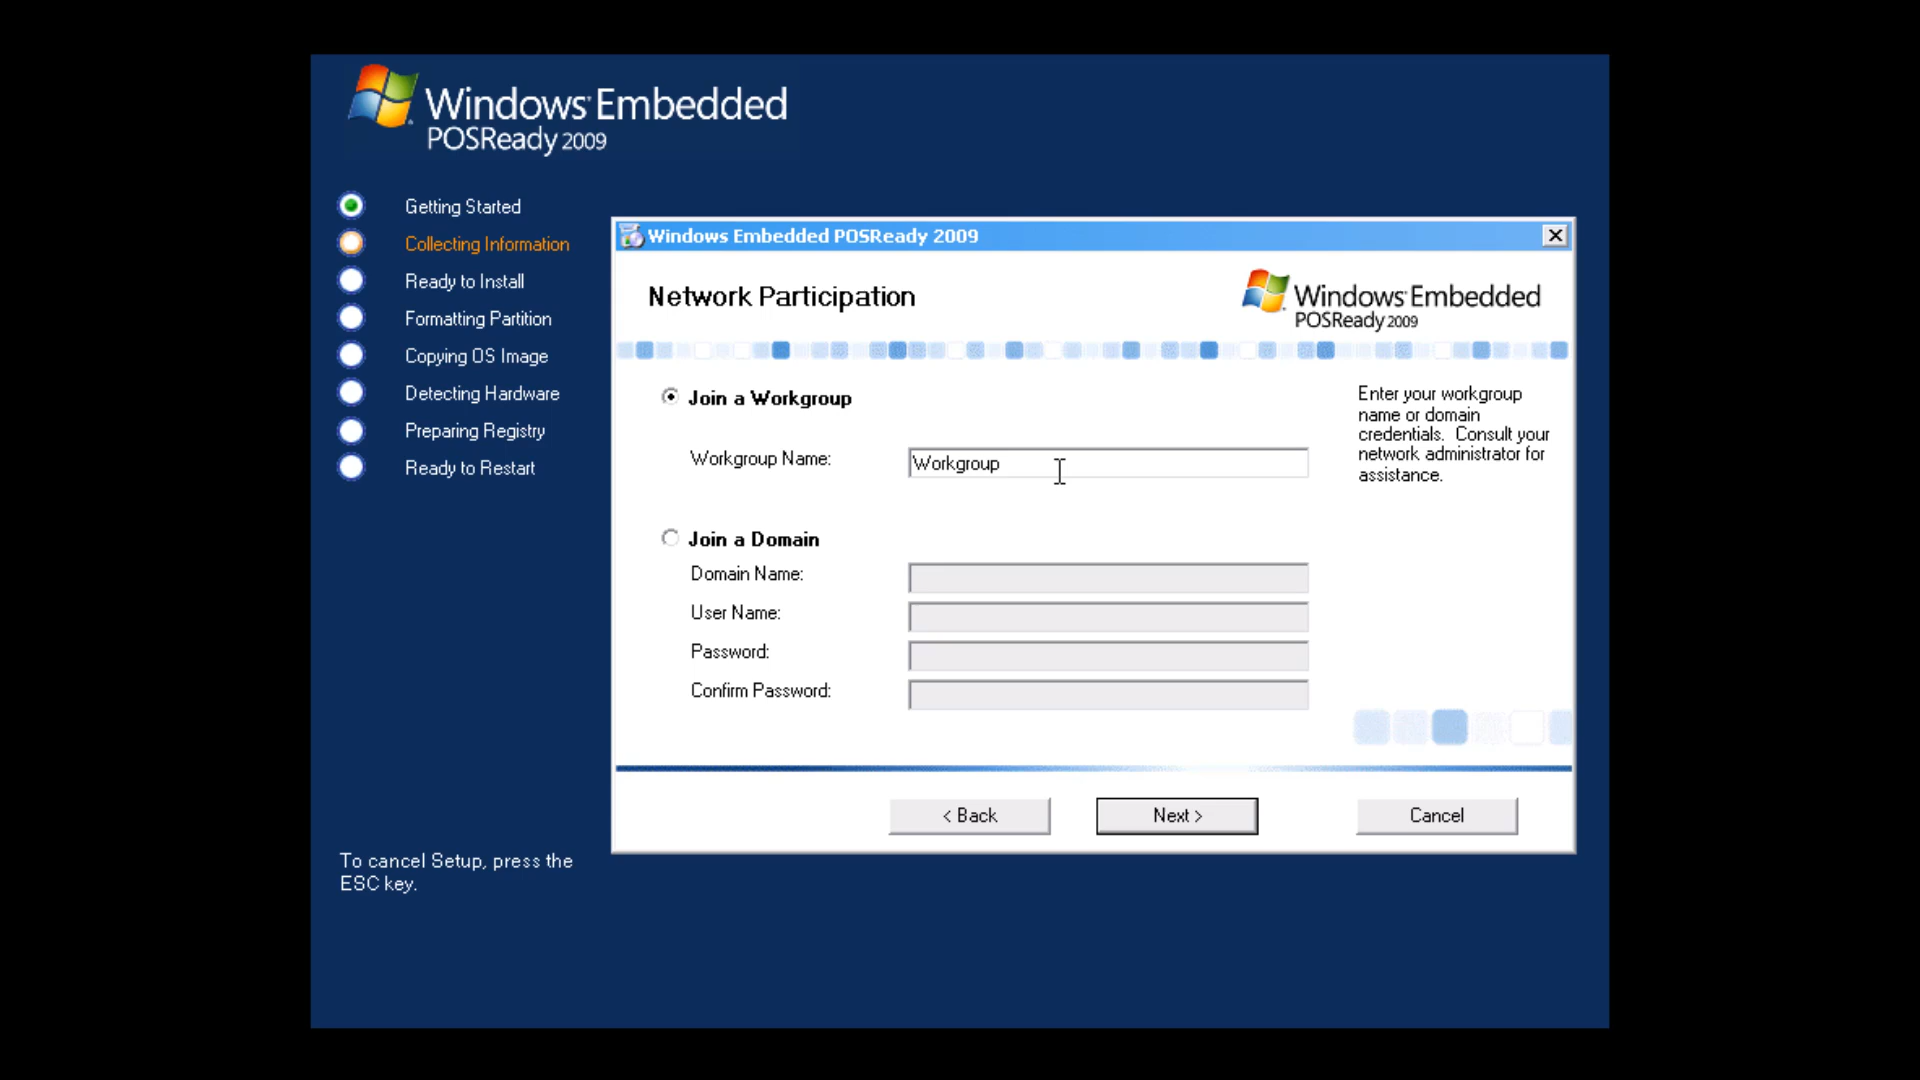 Windows Embedded
POSReady 2009
Getting Started
Collecting Information
Ready to Install
Formatting Partition
Copying OS Image
Detecting Hardware
Preparing Registry
Ready to Restart
To cancel Setup, press the
ESC key.
Windows Embedded POSReady 2009
Network Participation
Windows Embedded
POSReady 2009
Join a Workgroup
Workgroup Name:
Workgroup
Join a Domain
Domain Name:
User Name:
Password:
Confirm Password:
Enter your workgroup
name or domain
credentials. Consult your
network administrator for
assistance.
< Back
Next >
Cancel